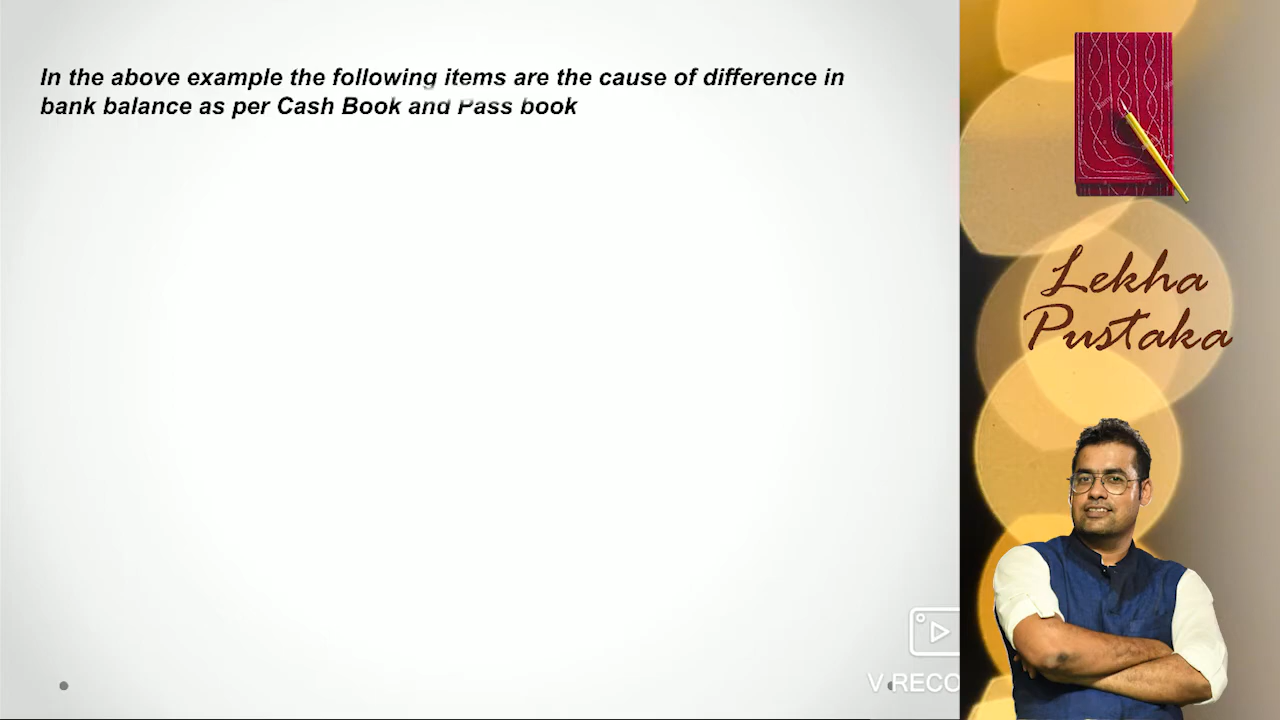 In the above example the following items are the cause of difference in
bank balance as per Cash Book and Pass book
Lekha
Pustaka
V RECO